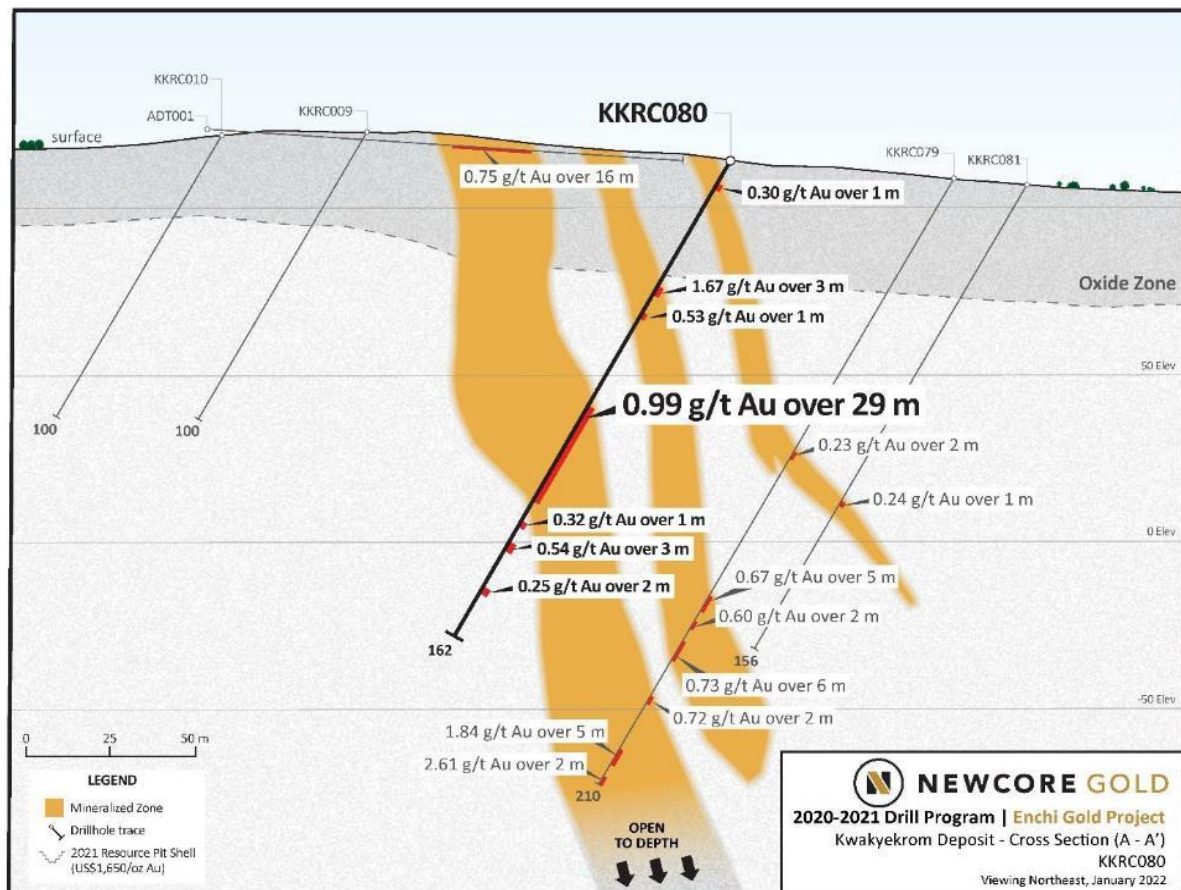 KKRC010
ADT001
KKRC009
KKRC080
KKRC079
KKRC081
surface
0.75 g/t Au over 16 m
0.30 g/t Au over 1 m
1.67 g/t Au over 3 m
Oxide Zone
0.53 g/t Au over 1 m
50 Elev
0.99 g/t Au over 29 m
100
100
0.23 g/t Au over 2 m
0.24 g/t Au over 1 m
0.32 g/t Au over 1 m
0 Elev
0.54 g/t Au over 3 m
0.25 g/t Au over 2 m
0.67 g/t Au over 5 m
0.60 g/t Au over 2 m
162
156
0.73 g/t Au over 6 m
-50 Elev
0.72 g/t Au over 2 m
1.84 g/t Au over 5 m
2.61 g/t Au over 2 m
210
0 25 50 m
LEGEND
Mineralized Zone
Drillhole trace
2021 Resource Pit Shell
(US$1,650/oz Au)
OPEN
TO DEPTH
N NEWCORE GOLD
2020-2021 Drill Program | Enchi Gold Project
Kwakyekrom Deposit - Cross Section (A - A')
KKRC080
Viewing Northeast, January 2022